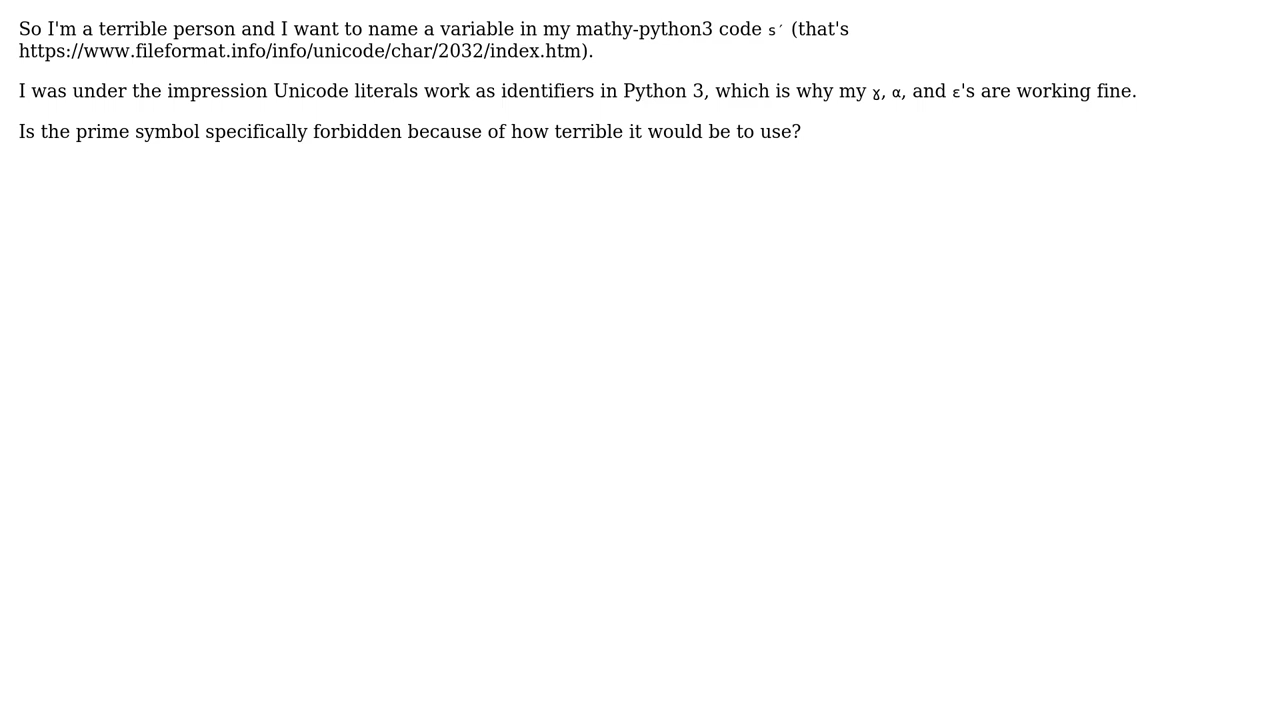 So I'm a terrible person and I want to name a variable in my mathy-python3 code s′ (that's
https://www.fileformat.info/info/unicode/char/2032/index.htm).
I was under the impression Unicode literals work as identifiers in Python 3, which is why my ɣ, α, and ε's are working fine.
Is the prime symbol specifically forbidden because of how terrible it would be to use?